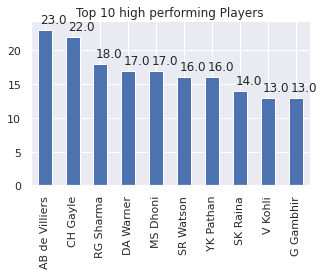 Top 10 high performing Players
23.0
22.0
18.0
17.0
17.0
16.0
16.0
14.0
13.0
13.0
20
15
10
5
0
AB de Villiers
CH Gayle
RG Sharma
DA Warner
MS Dhoni
SR Watson
YK Pathan
SK Raina
V Kohli
G Gambhir